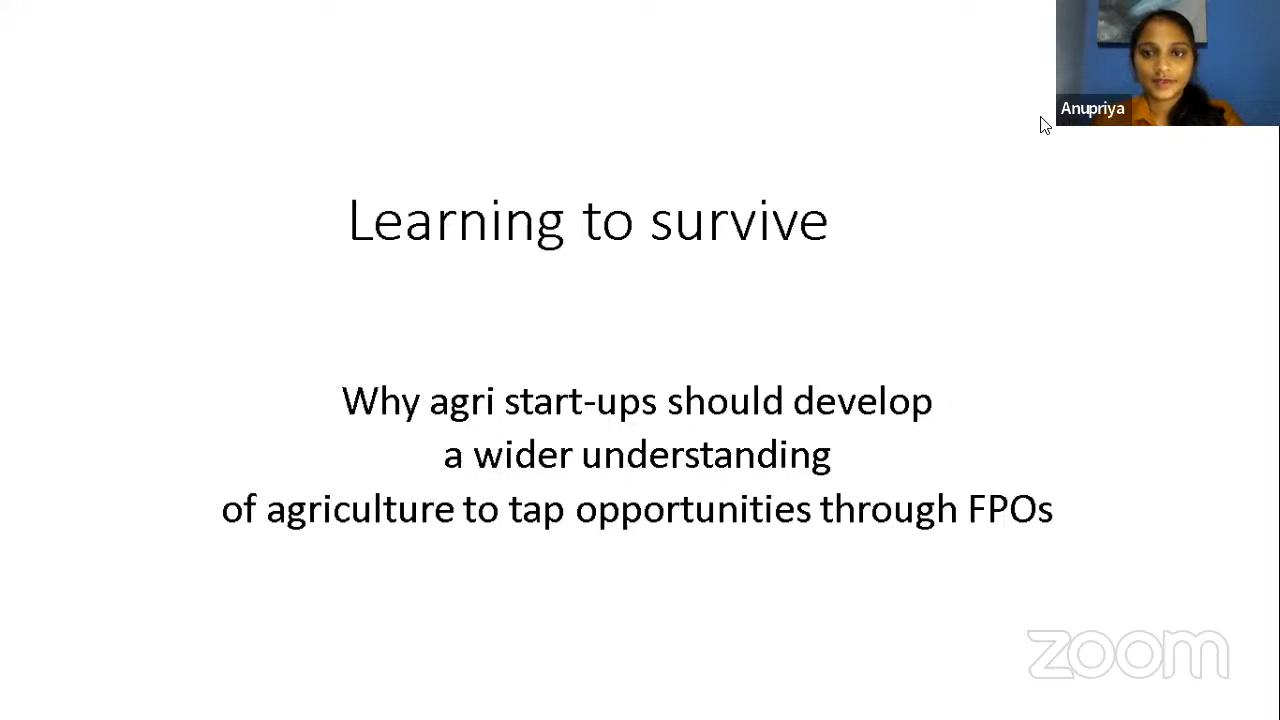 Anupriya
Learning to survive
Why agri start-ups should develop
a wider understanding
of agriculture to tap opportunities through FPOs
zoom